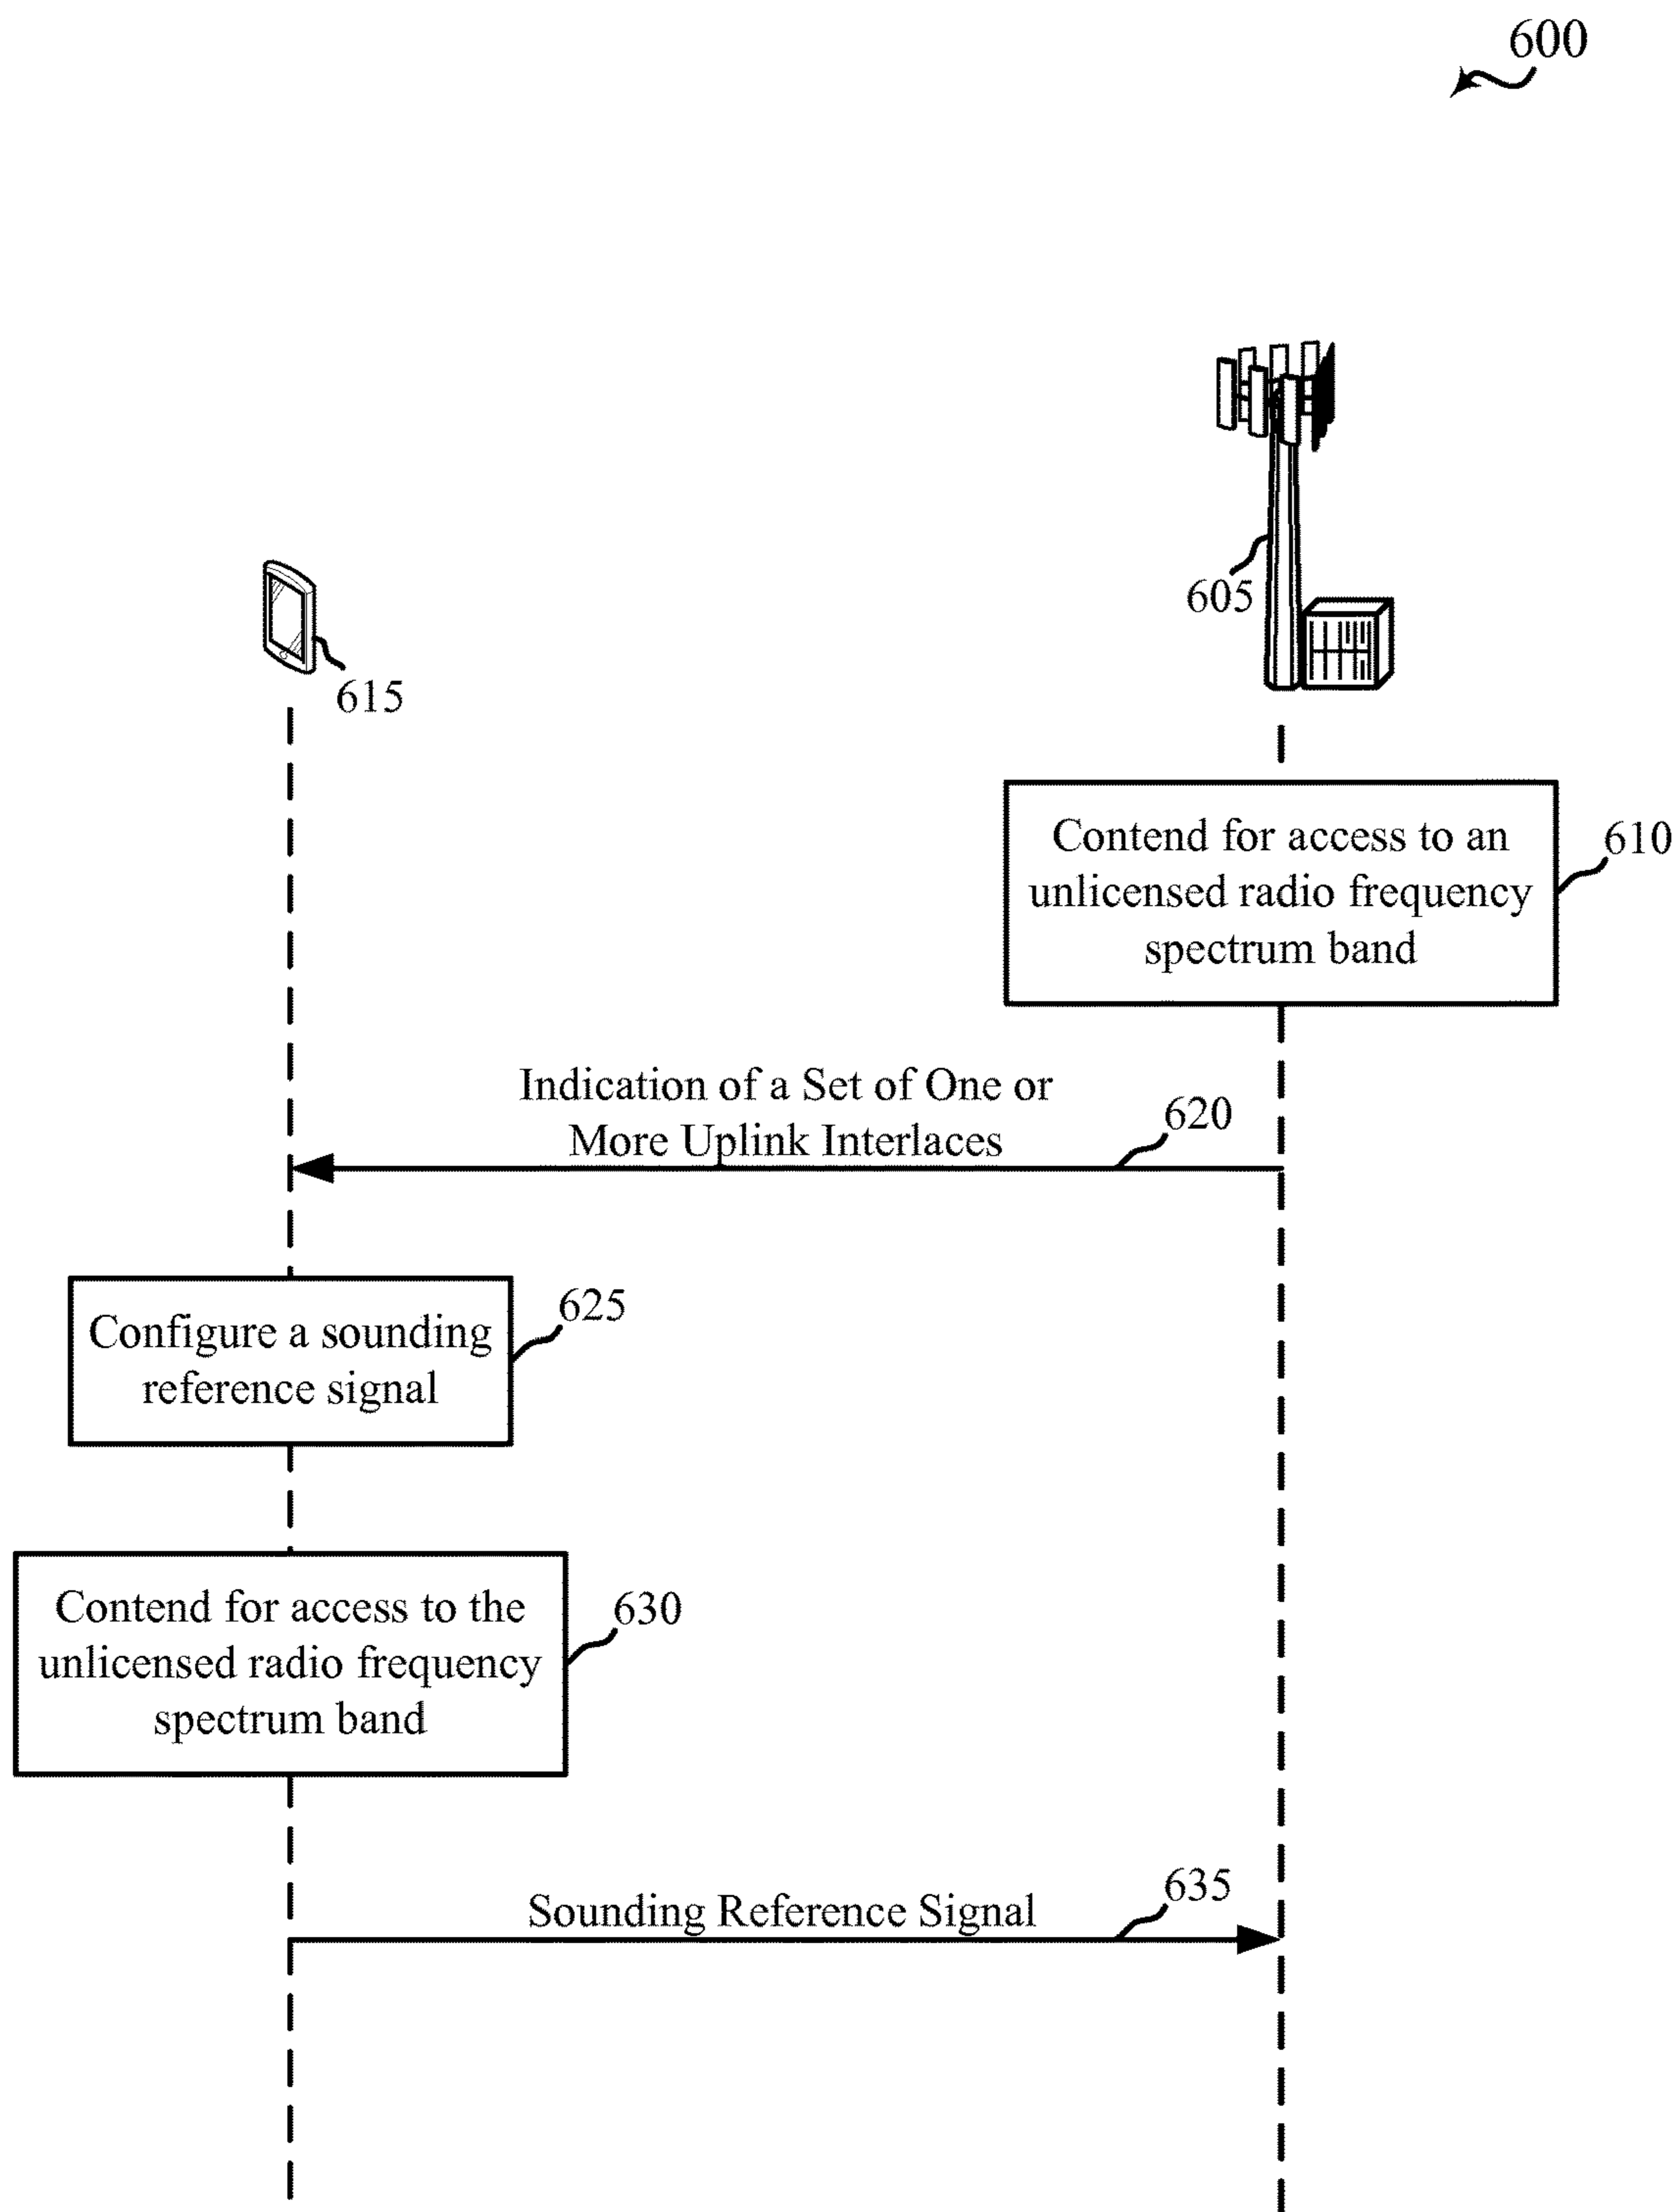 600
605
615
Contend for access to an
unlicensed radio frequency
spectrum band
610
Indication of a Set of One or
More Uplink Interlaces
620
Configure a sounding
reference signal
625
Contend for access to the
unlicensed radio frequency
spectrum band
630
Sounding Reference Signal
635